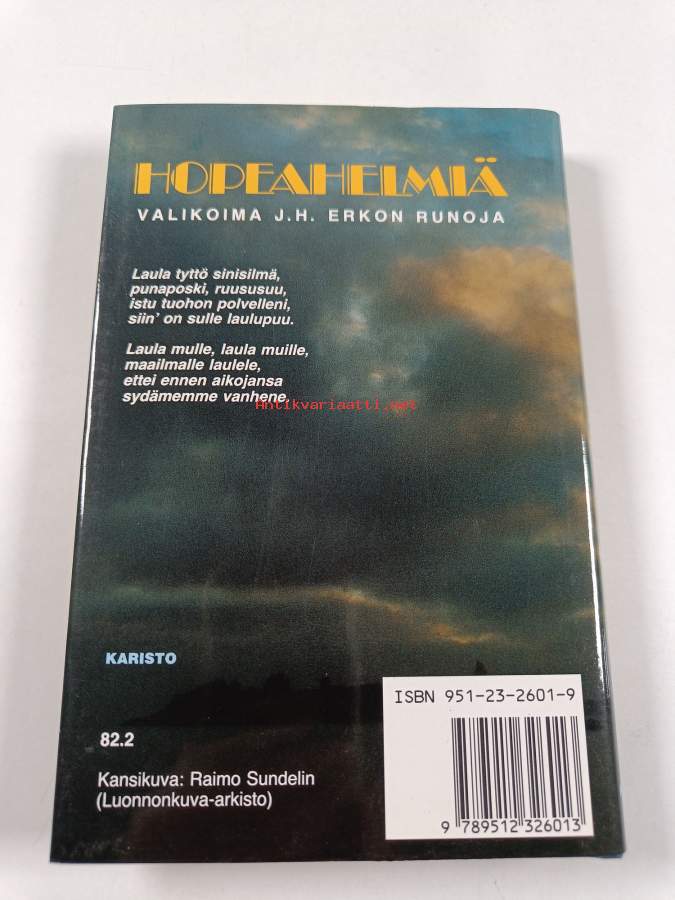 HOPEAHELMIÄ
VALIKOIMA J.H. ERKON RUNOJA
Laula tyttö sinisilmä,
punaposki, ruususuu,
istu tuohon polvelleni,
siin' on sulle laulupuu.
Laula mulle, laula muille,
maailmalle laulele,
ettei ennen aikojansa
sydämemme vanhene.
Antikvariaatti.net
KARISTO
ISBN 951-23-2601-9
82.2
Kansikuva: Raimo Sundelin
(Luonnonkuva-arkisto)
9 789512 326013